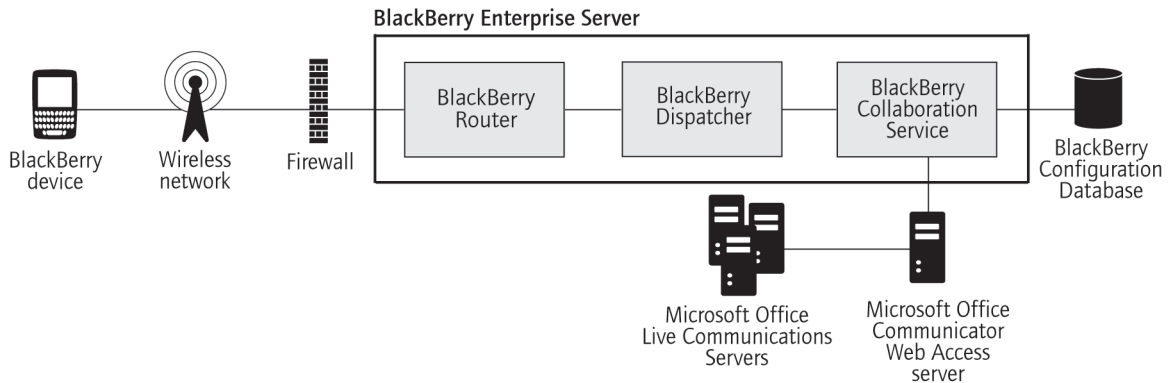 BlackBerry Enterprise Server
BlackBerry
Router
BlackBerry
Dispatcher
BlackBerry
Collaboration
Service
BlackBerry
device
Wireless
network
Firewall
BlackBerry
Configuration
Database
Microsoft Office
Live Communications
Servers
Microsoft Office
Communicator
Web Access
server